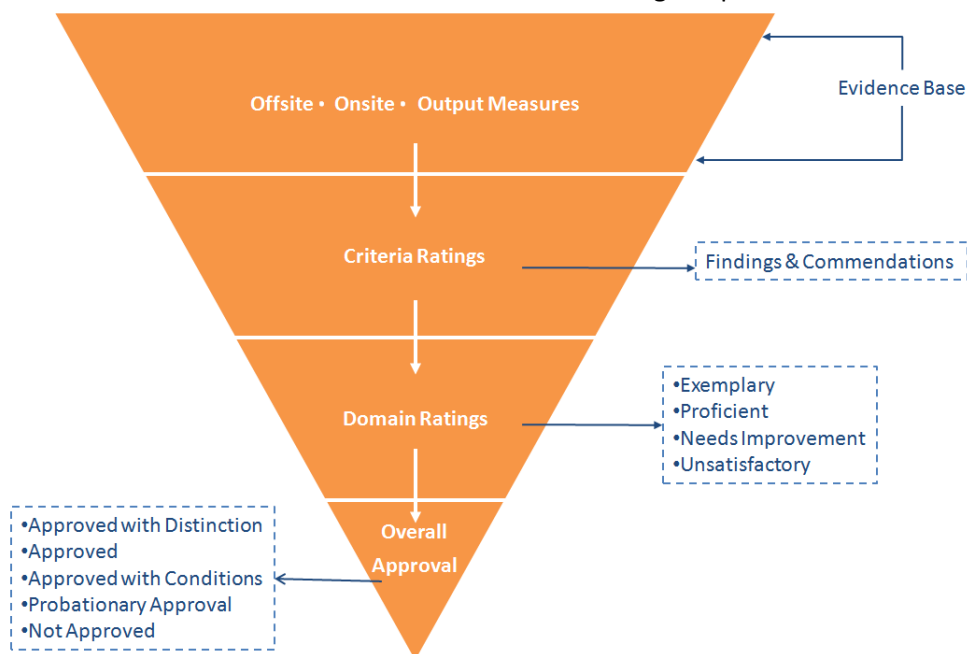 Offsite • Onsite • Output Measures
Evidence Base
Criteria Ratings
Findings & Commendations
Domain Ratings
•Exemplary
•Proficient
•Needs Improvement
•Unsatisfactory
Overall
Approval
•Approved with Distinction
•Approved
•Approved with Conditions
•Probationary Approval
•Not Approved